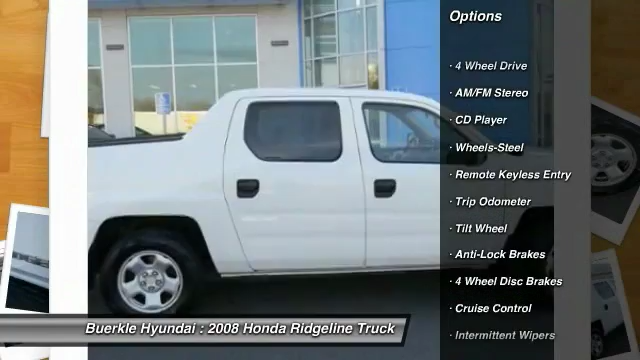 Options
· 4 Wheel Drive
· AM/FM Stereo
· CD Player
· Wheels-Steel
· Remote Keyless Entry
· Trip Odometer
· Tilt Wheel
· Anti-Lock Brakes
· 4 Wheel Disc Brakes
· Cruise Control
· Intermittent Wipers
Buerkle Hyundai : 2008 Honda Ridgeline Truck